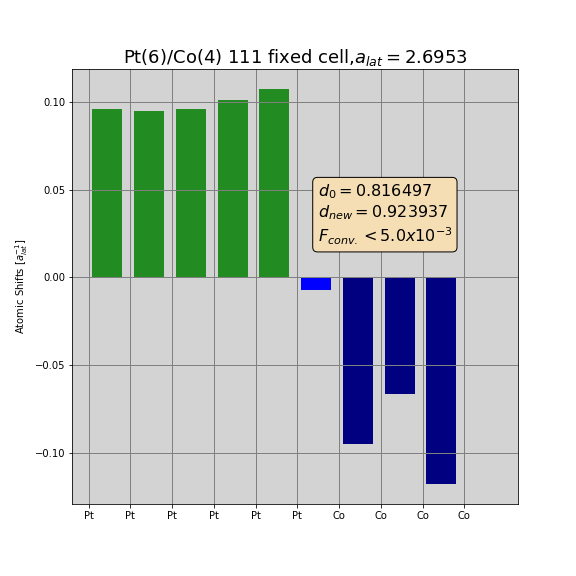 Pt(6)/Co(4) 111 fixed cell,a_{lat} = 2.6953
Atomic Shifts [a_{lat}^{-1}]
0.10
0.05
0.00
−0.05
−0.10
d_0 = 0.816497
d_{new} = 0.923937
F_{conv.} < 5.0x10^{-3}
Pt Pt Pt Pt Pt Pt Co Co Co Co